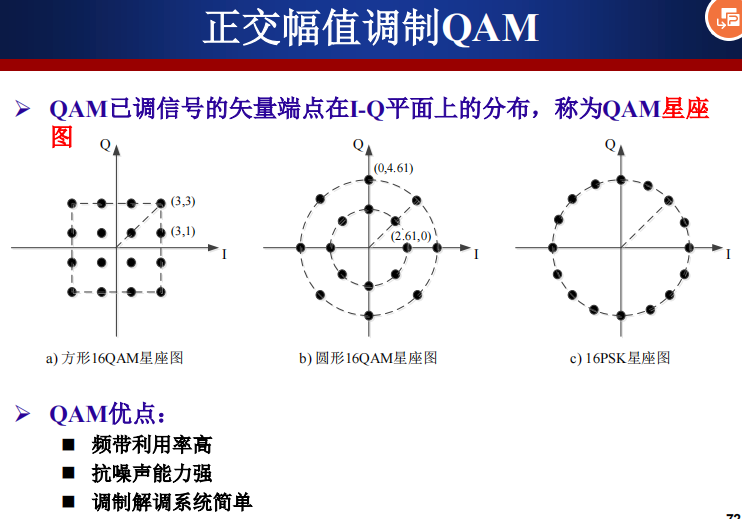 正交幅值调制QAM
➢ QAM已调信号的矢量端点在I-Q平面上的分布，称为QAM星座
图
Q
(3,3)
(3,1)
I
a) 方形16QAM星座图
Q
(0,4.61)
(2.61,0)
I
b) 圆形16QAM星座图
Q
I
c) 16PSK星座图
➢ QAM优点：
■ 频带利用率高
■ 抗噪声能力强
■ 调制解调系统简单